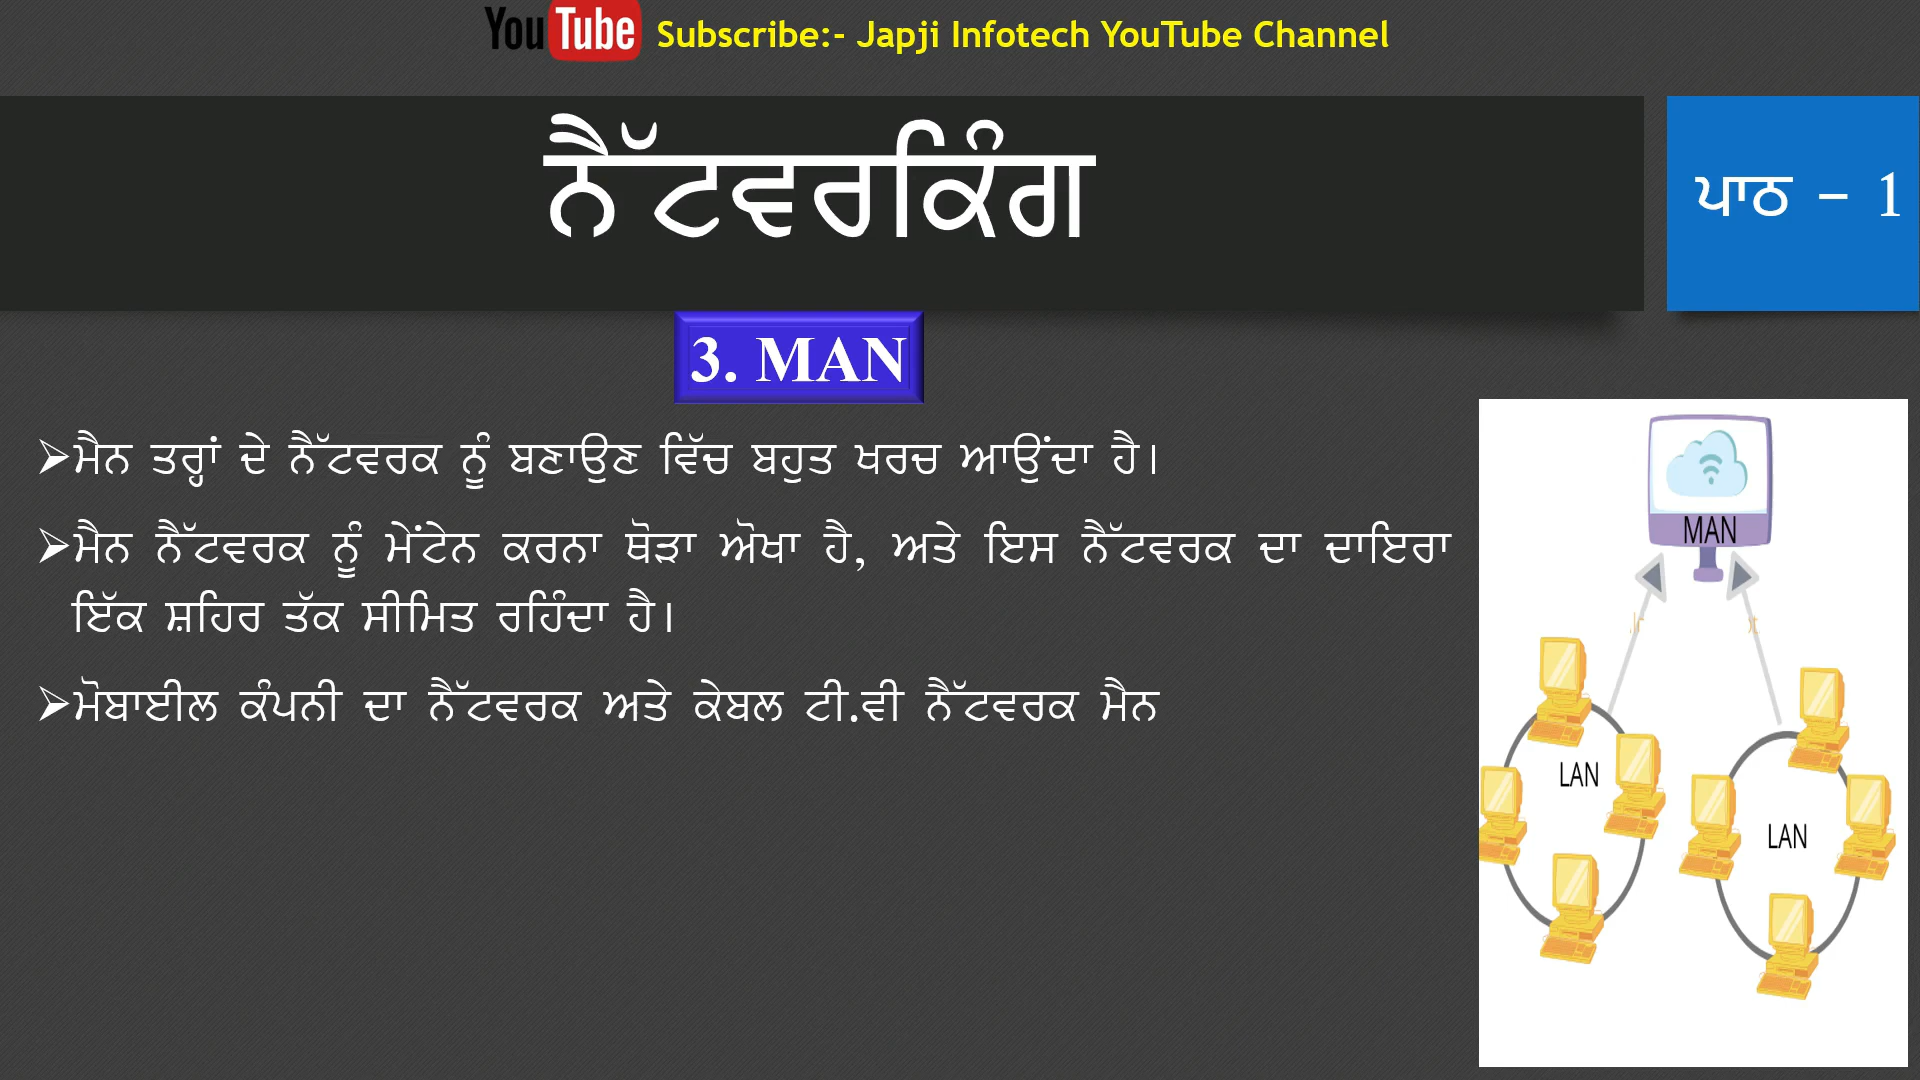 YouTube Subscribe:- Japji Infotech YouTube Channel
ਨੈੱਟਵਰਕਿੰਗ
ਪਾਠ – 1
3. MAN
➢ਮੈਨ ਤਰ੍ਹਾਂ ਦੇ ਨੈੱਟਵਰਕ ਨੂੰ ਬਣਾਉਣ ਵਿੱਚ ਬਹੁਤ ਖਰਚ ਆਉਂਦਾ ਹੈ।
➢ਮੈਨ ਨੈੱਟਵਰਕ ਨੂੰ ਮੇਂਟੇਨ ਕਰਨਾ ਥੋੜਾ ਔਖਾ ਹੈ, ਅਤੇ ਇਸ ਨੈੱਟਵਰਕ ਦਾ ਦਾਇਰਾ
ਇੱਕ ਸ਼ਹਿਰ ਤੱਕ ਸੀਮਿਤ ਰਹਿੰਦਾ ਹੈ।
➢ਮੋਬਾਈਲ ਕੰਪਨੀ ਦਾ ਨੈੱਟਵਰਕ ਅਤੇ ਕੇਬਲ ਟੀ.ਵੀ ਨੈੱਟਵਰਕ ਮੈਨ
MAN
LAN
LAN